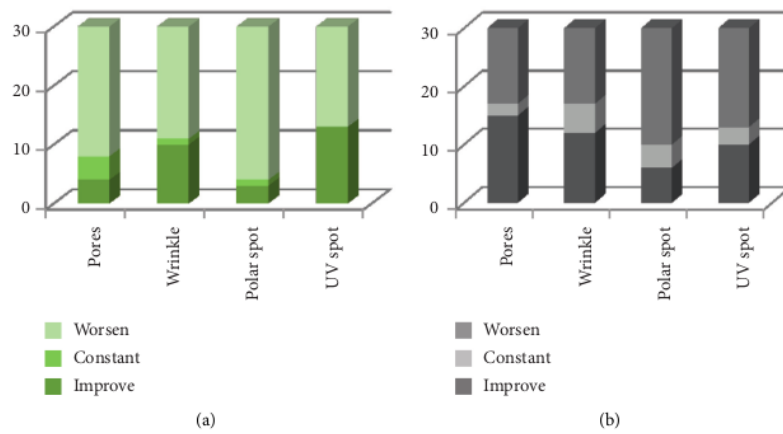 30
20
10
0
Pores
Wrinkle
Polar spot
UV spot
Worsen
Constant
Improve
(a)
30
20
10
0
Pores
Wrinkle
Polar spot
UV spot
Worsen
Constant
Improve
(b)